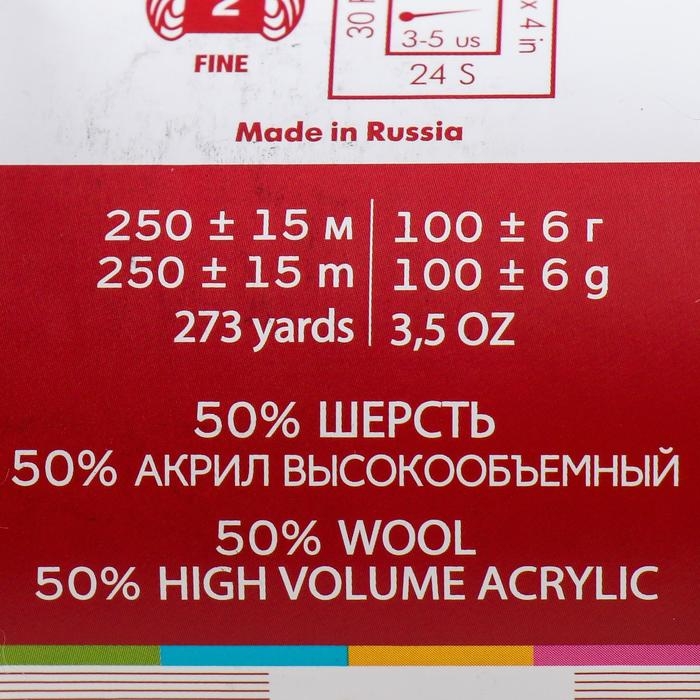 2
FINE
30
x 4 in
3-5 us
24 S
Made in Russia
250 ± 15 м 100 ± 6 г
250 ± 15 m 100 ± 6 g
273 yards 3,5 OZ
50% ШЕРСТЬ
50% АКРИЛ ВЫСОКООБЪЕМНЫЙ
50% WOOL
50% HIGH VOLUME ACRYLIC